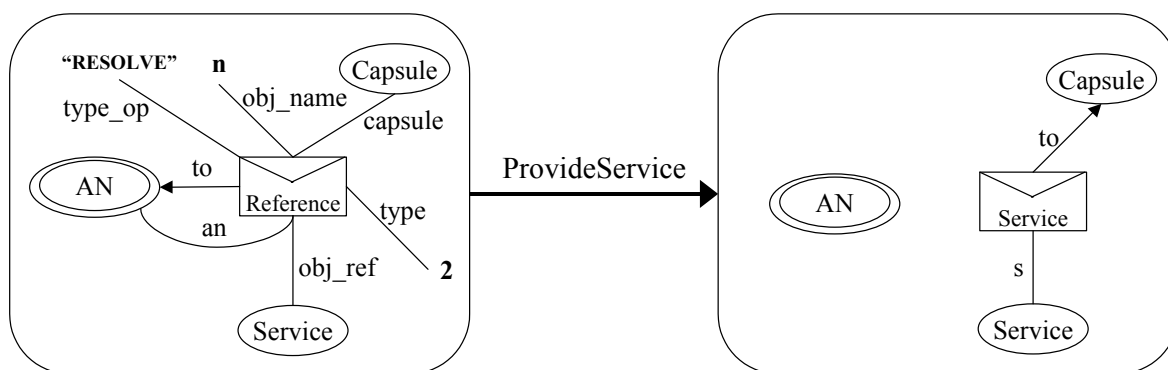 “RESOLVE”
n
Capsule
type_op
obj_name
capsule
to
AN
Reference
an
type
obj_ref
2
Service
ProvideService
Capsule
to
AN
Service
s
Service